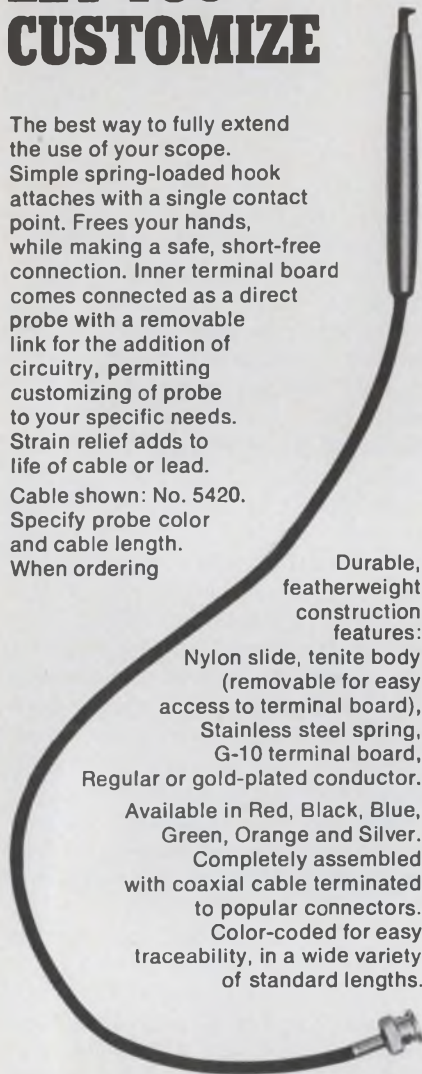 CUSTOMIZE
The best way to fully extend
the use of your scope.
Simple spring-loaded hook
attaches with a single contact
point. Frees your hands,
while making a safe, short-free
connection. Inner terminal board
comes connected as a direct
probe with a removable
link for the addition of
circuitry, permitting
customizing of probe
to your specific needs.
Strain relief adds to
life of cable or lead.
Cable shown: No. 5420.
Specify probe color
and cable length.
When ordering
Durable,
featherweight
construction
features:
Nylon slide, tenite body
(removable for easy
access to terminal board),
Stainless steel spring,
G-10 terminal board,
Regular or gold-plated conductor.
Available in Red, Black, Blue,
Green, Orange and Silver.
Completely assembled
with coaxial cable terminated
to popular connectors.
Color-coded for easy
traceability, in a wide variety
of standard lengths.